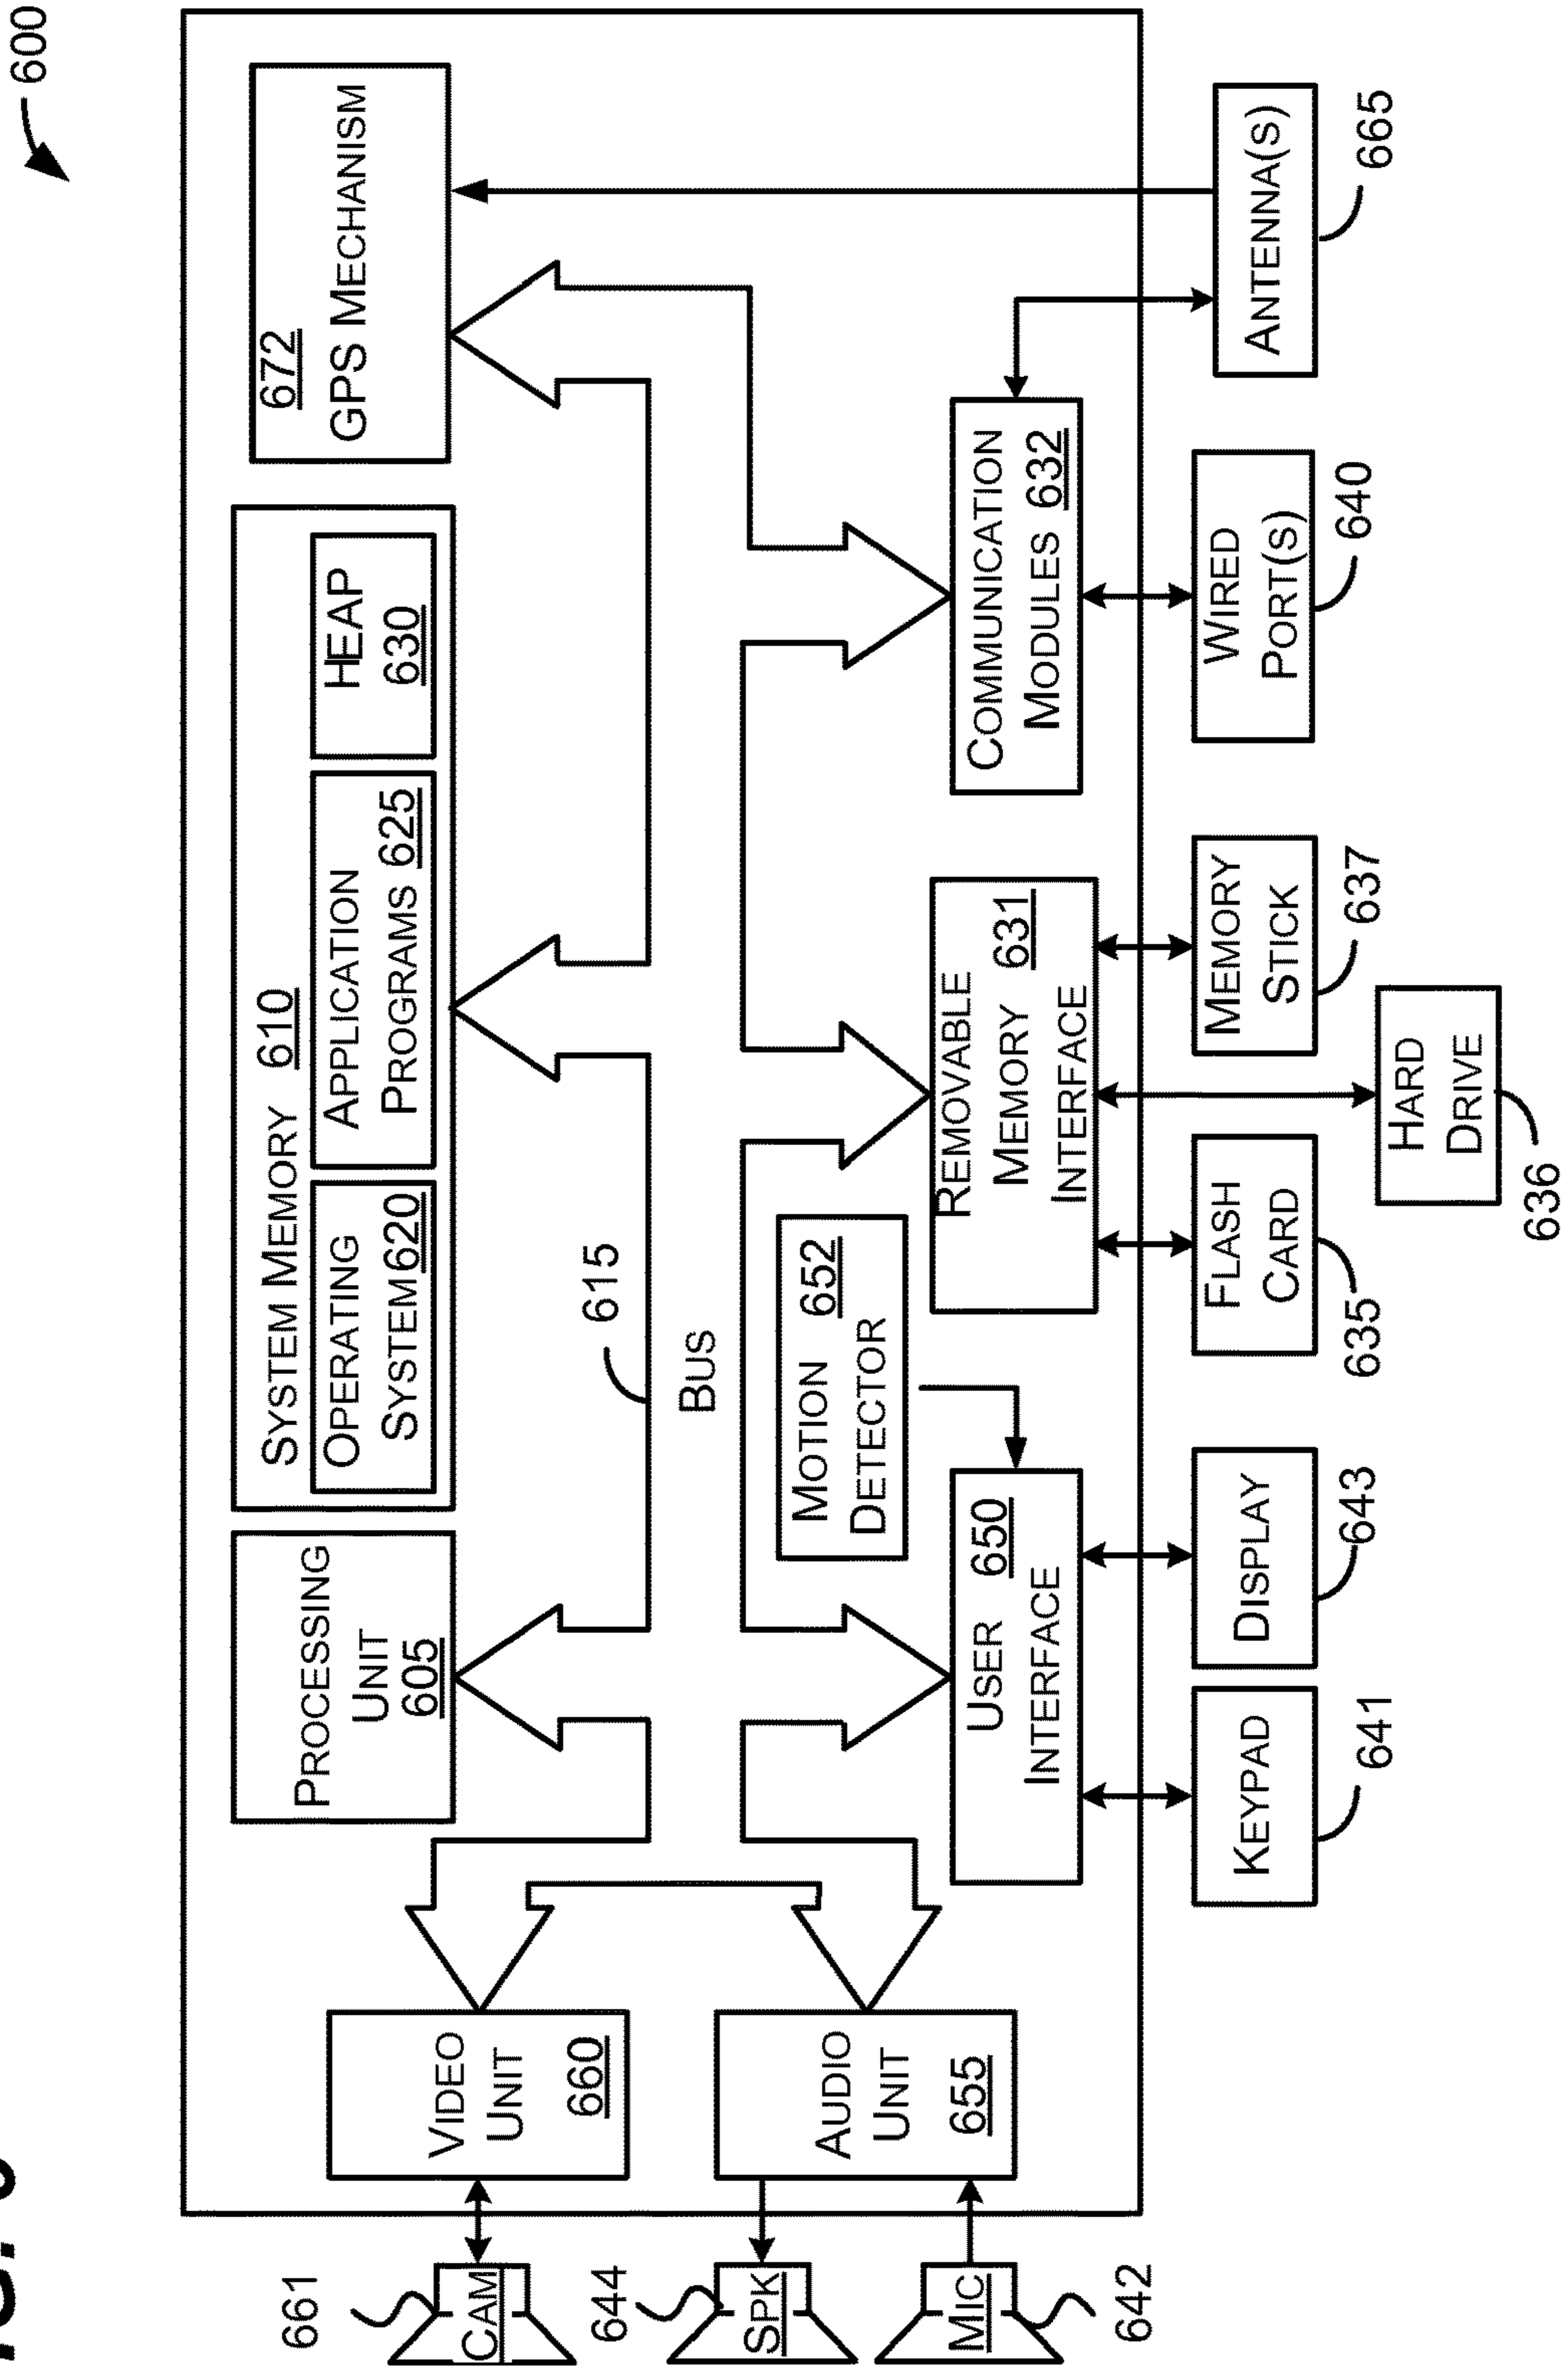 600
672
GPS MECHANISM
SYSTEM MEMORY 610
OPERATING
SYSTEM 620
APPLICATION
PROGRAMS 625
HEAP
630
PROCESSING
UNIT
605
615
BUS
VIDEO
UNIT
660
AUDIO
UNIT
655
MOTION 652
DETECTOR
USER 650
INTERFACE
REMOVABLE
MEMORY 631
INTERFACE
COMMUNICATION
MODULES 632
661
CAM
644
SPK
MIC
642
KEYPAD
641
DISPLAY
643
FLASH
CARD
635
HARD
DRIVE
636
MEMORY
STICK
637
WIRED
PORT(S)
640
ANTENNA(S)
665